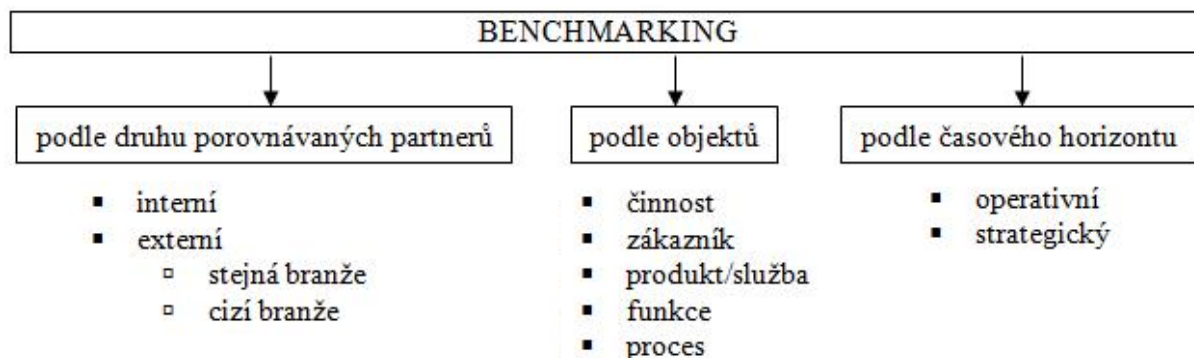 BENCHMARKING
podle druhu porovnávaných partnerů
▪ interní
▪ externí
▫ stejná branže
▫ cizí branže
podle objektů
▪ činnost
▪ zákazník
▪ produkt/služba
▪ funkce
▪ proces
podle časového horizontu
▪ operativní
▪ strategický